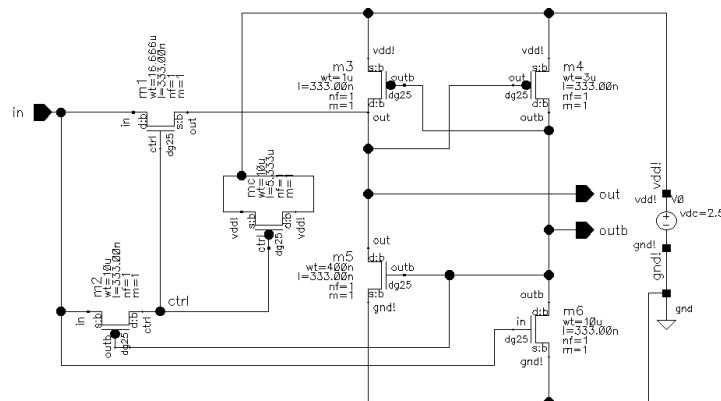 vdd!
vdd!
m3
wt=1u
l=333.00n
nf=1
m=1
s:b
outb
dg25
d:b
out
m4
wt=3u
l=333.00n
nf=1
m=1
s:b
out
dg25
d:b
outb
m1
wt=16.666u
l=333.00n
nf=1
m=1
in
in
d:b
s:b
out
ctrl
dg25
mc
wt=10u
l=5.333u
nf=1
m=1
vdd!
s:b
d:b
vdd!
ctrl
dg25
vdd!
vdd!
V0
vdc=2.5
gnd!
gnd!
gnd
out
outb
m5
wt=400n
l=333.00n
nf=1
m=1
out
d:b
outb
dg25
s:b
gnd!
m2
wt=10u
l=333.00n
nf=1
m=1
in
s:b
d:b
ctrl
ctrl
outb
dg25
m6
wt=10u
l=333.00n
nf=1
m=1
outb
d:b
in
dg25
s:b
gnd!